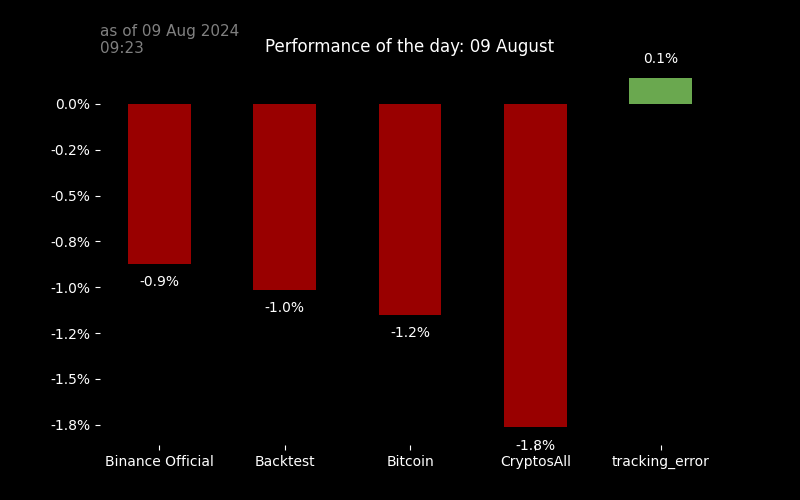 as of 09 Aug 2024
09:23
Performance of the day: 09 August
0.1%
0.0%
-0.2%
-0.5%
-0.8%
-1.0%
-1.2%
-1.5%
-1.8%
-0.9%
-1.0%
-1.2%
-1.8%
Binance Official
Backtest
Bitcoin
CryptosAll
tracking_error